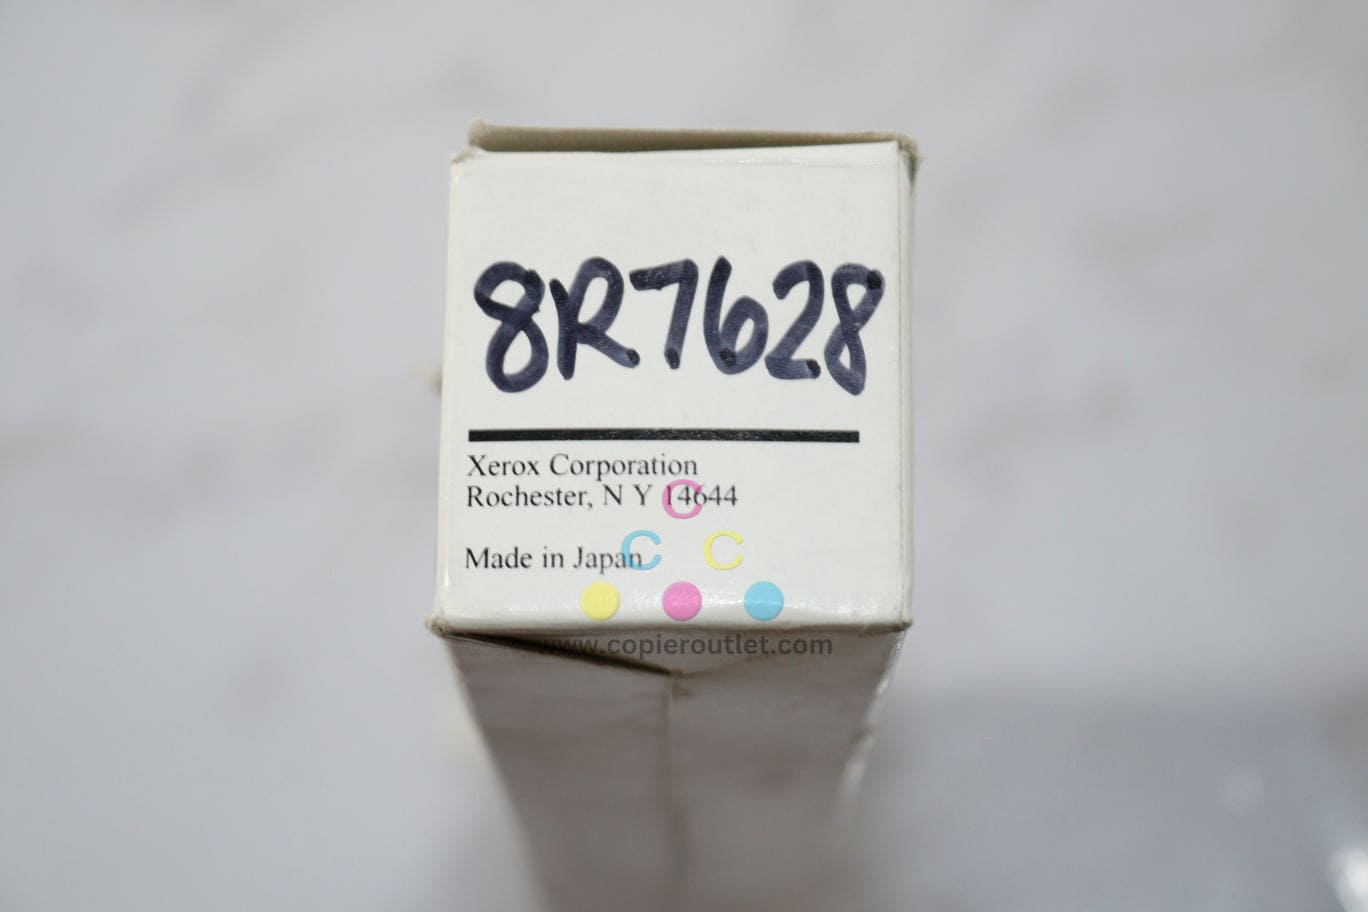 8R7628
Xerox Corporation
Rochester, N Y 14644
Made in Japan
C
C C
www.copieroutlet.com